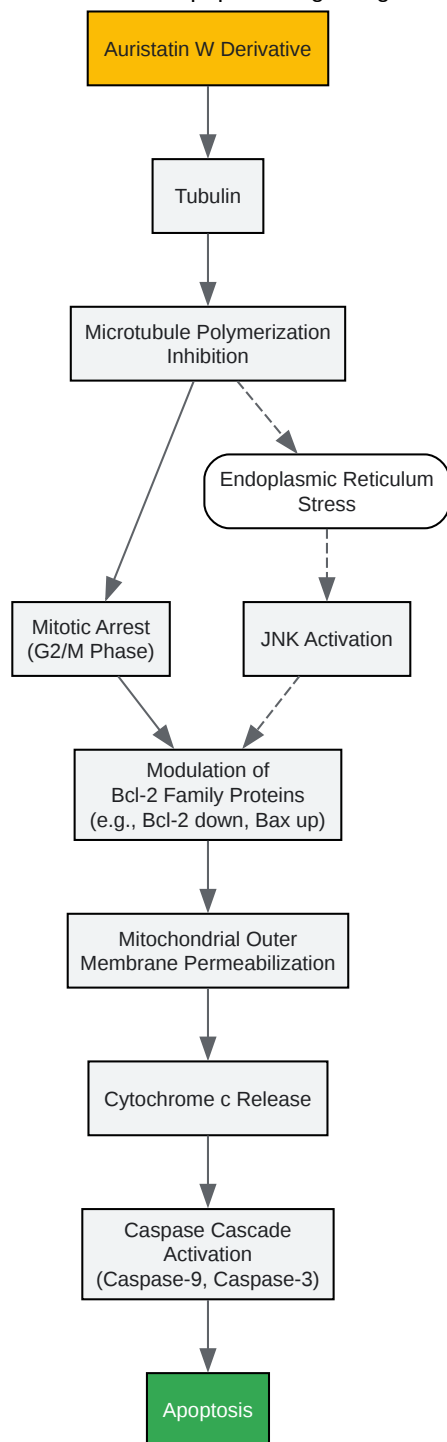 Auristatin W Derivative
Tubulin
Microtubule Polymerization
Inhibition
Endoplasmic Reticulum
Stress
Mitotic Arrest
(G2/M Phase)
JNK Activation
Modulation of
Bcl-2 Family Proteins
(e.g., Bcl-2 down, Bax up)
Mitochondrial Outer
Membrane Permeabilization
Cytochrome c Release
Caspase Cascade
Activation
(Caspase-9, Caspase-3)
Apoptosis